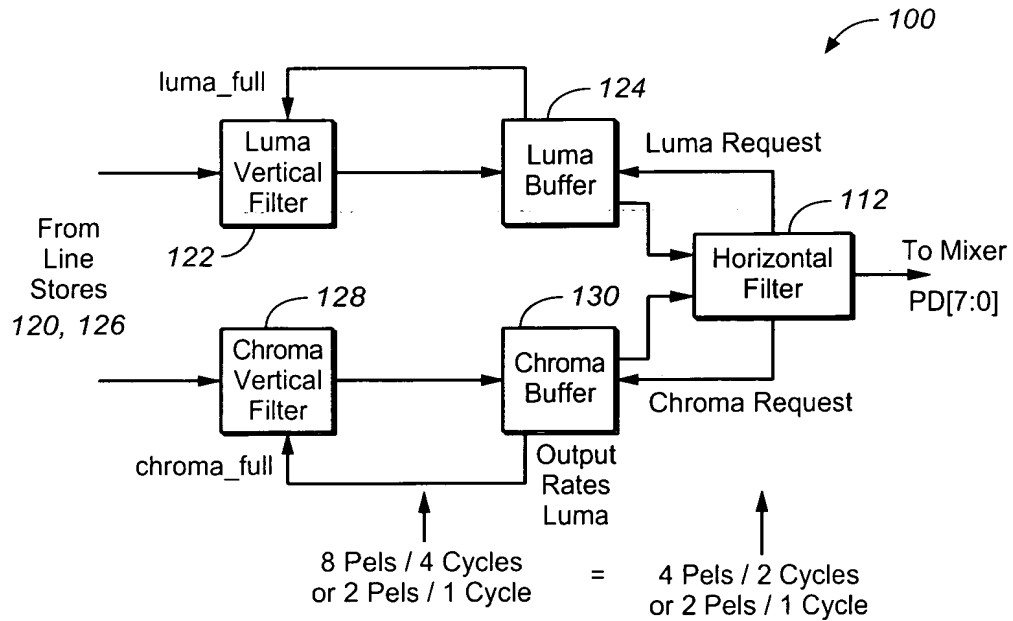 100
luma_full
124
Luma
Vertical
Filter
Luma
Buffer
Luma Request
112
From
Line
Stores
120, 126
122
Horizontal
Filter
To Mixer
PD[7:0]
128
130
Chroma
Vertical
Filter
Chroma
Buffer
Chroma Request
chroma_full
Output
Rates
Luma
8 Pels / 4 Cycles
or 2 Pels / 1 Cycle
=
4 Pels / 2 Cycles
or 2 Pels / 1 Cycle